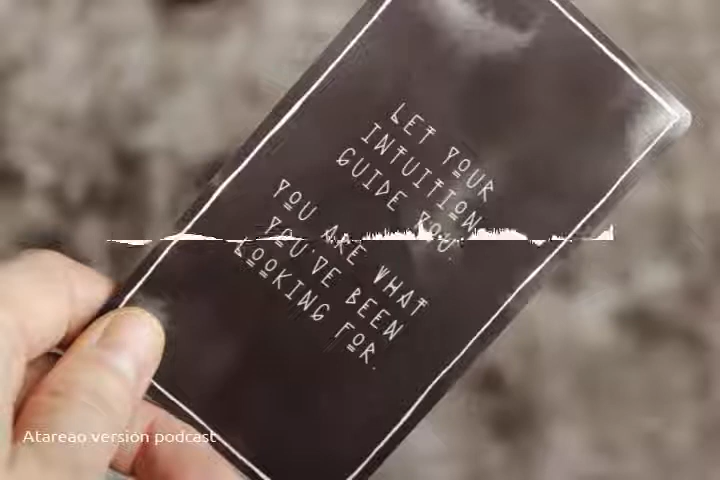 LET YOUR
INTUITION
GUIDE YOU.
YOU ARE WHAT
YOU'VE BEEN
LOOKING FOR.
Atareao versión podcast